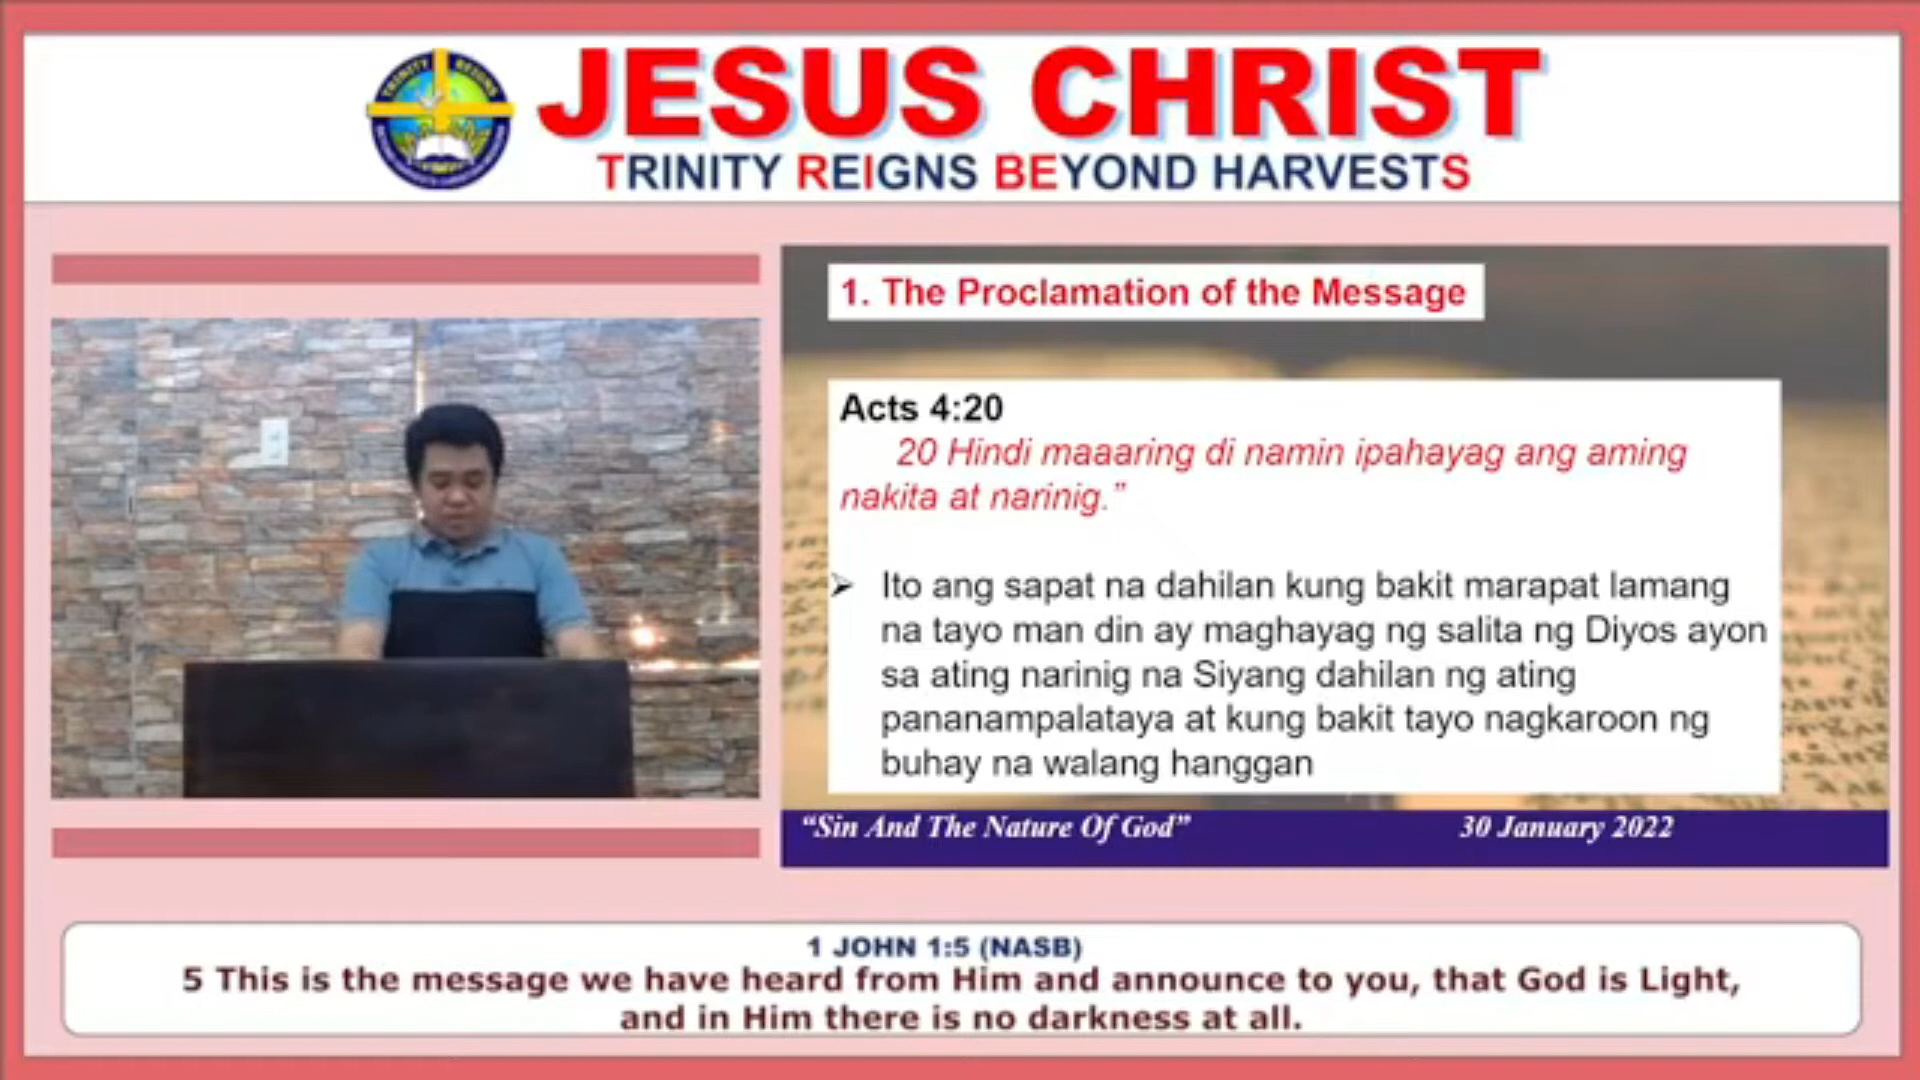 TRINITY REIGNS
JESUS CHRIST
TRINITY REIGNS BEYOND HARVESTS
1. The Proclamation of the Message
Acts 4:20
20 Hindi maaaring di namin ipahayag ang aming
nakita at narinig.”
➢ Ito ang sapat na dahilan kung bakit marapat lamang
na tayo man din ay maghayag ng salita ng Diyos ayon
sa ating narinig na Siyang dahilan ng ating
pananampalataya at kung bakit tayo nagkaroon ng
buhay na walang hanggan
“Sin And The Nature Of God” 30 January 2022
1 JOHN 1:5 (NASB)
5 This is the message we have heard from Him and announce to you, that God is Light,
and in Him there is no darkness at all.